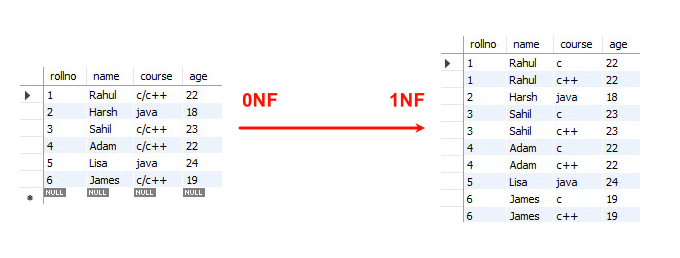 rollno name course age
1 Rahul c/c++ 22
2 Harsh java 18
3 Sahil c/c++ 23
4 Adam c/c++ 22
5 Lisa java 24
6 James c/c++ 19
NULL NULL NULL NULL
0NF 1NF
rollno name course age
1 Rahul c 22
1 Rahul c++ 22
2 Harsh java 18
3 Sahil c 23
3 Sahil c++ 23
4 Adam c 22
4 Adam c++ 22
5 Lisa java 24
6 James c 19
6 James c++ 19